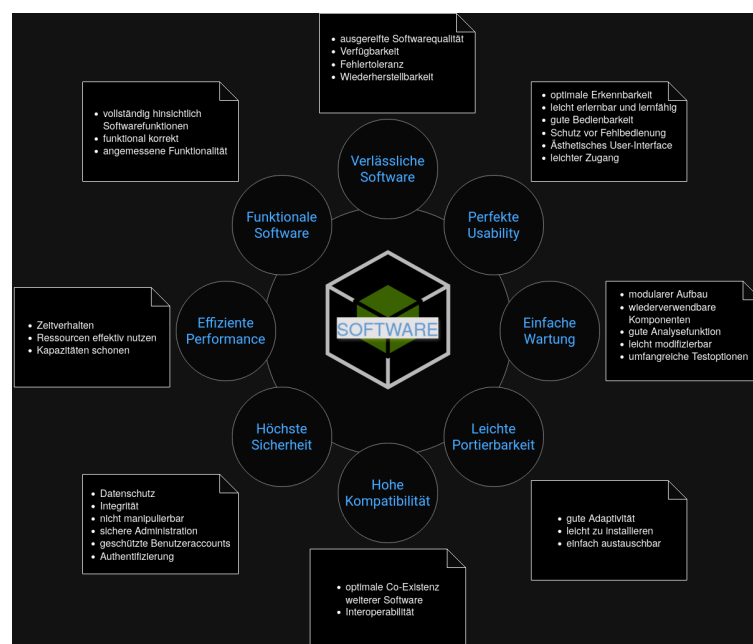 ausgereifte Softwarequalität
Verfügbarkeit
Fehlertoleranz
Wiederherstellbarkeit
vollständig hinsichtlich
Softwarefunktionen
funktional korrekt
angemessene Funktionalität
optimale Erkennbarkeit
leicht erlernbar und lernfähig
gute Bedienbarkeit
Schutz vor Fehlbedienung
Ästhetisches User-Interface
leichter Zugang
Verlässliche
Software
Funktionale
Software
Perfekte
Usability
Zeitverhalten
Ressourcen effektiv nutzen
Kapazitäten schonen
Effiziente
Performance
SOFTWARE
Einfache
Wartung
modularer Aufbau
wiederverwendbare
Komponenten
gute Analysefunktion
leicht modifizierbar
umfangreiche Testoptionen
Höchste
Sicherheit
Leichte
Portierbarkeit
Hohe
Kompatibilität
Datenschutz
Integrität
nicht manipulierbar
sichere Administration
geschützte Benutzeraccounts
Authentifizierung
gute Adaptivität
leicht zu installieren
einfach austauschbar
optimale Co-Existenz
weiterer Software
Interoperabilität